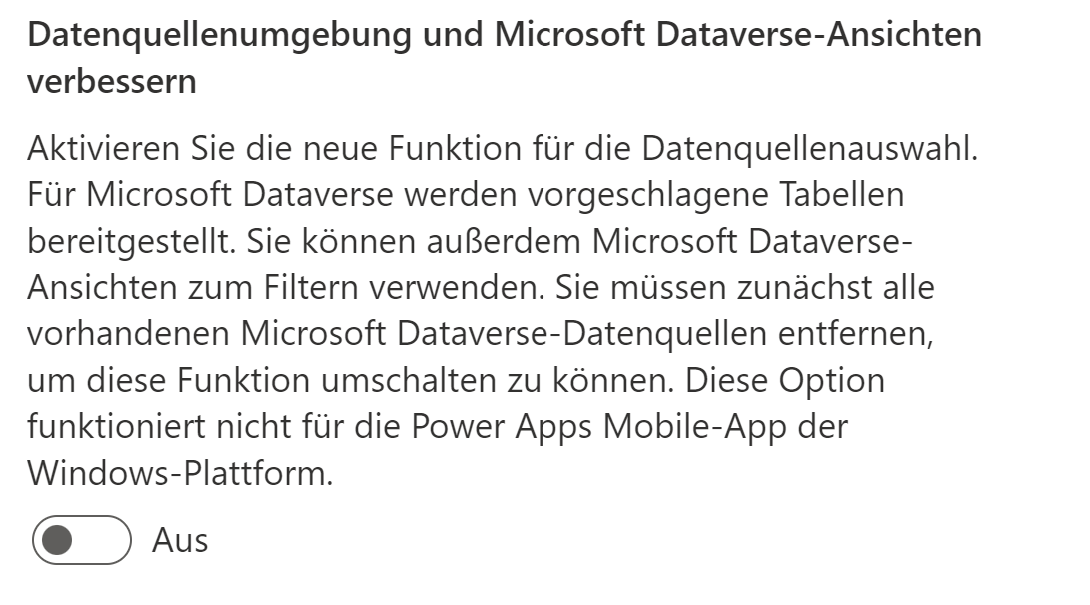 Datenquellenumgebung und Microsoft Dataverse-Ansichten
verbessern
Aktivieren Sie die neue Funktion für die Datenquellenauswahl.
Für Microsoft Dataverse werden vorgeschlagene Tabellen
bereitgestellt. Sie können außerdem Microsoft Dataverse-
Ansichten zum Filtern verwenden. Sie müssen zunächst alle
vorhandenen Microsoft Dataverse-Datenquellen entfernen,
um diese Funktion umschalten zu können. Diese Option
funktioniert nicht für die Power Apps Mobile-App der
Windows-Plattform.
Aus